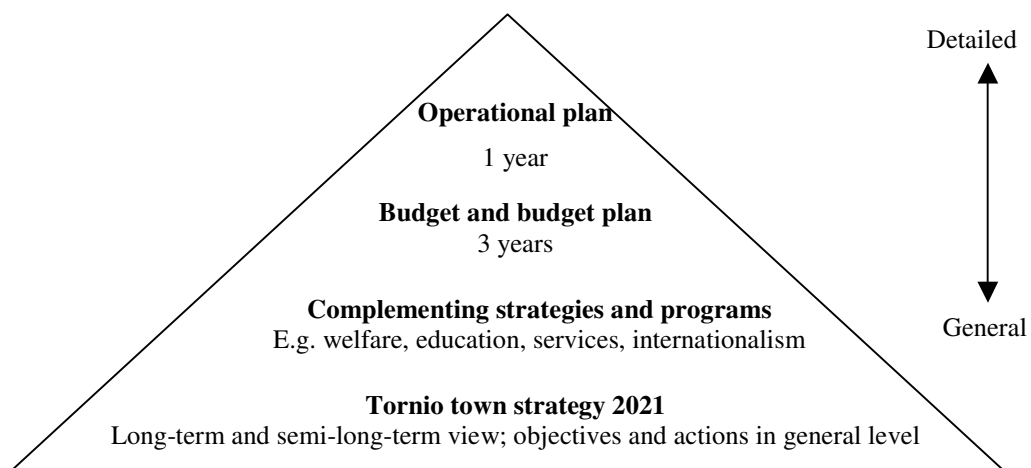 Detailed
Operational plan
1 year
Budget and budget plan
3 years
Complementing strategies and programs
E.g. welfare, education, services, internationalism
General
Tornio town strategy 2021
Long-term and semi-long-term view; objectives and actions in general level